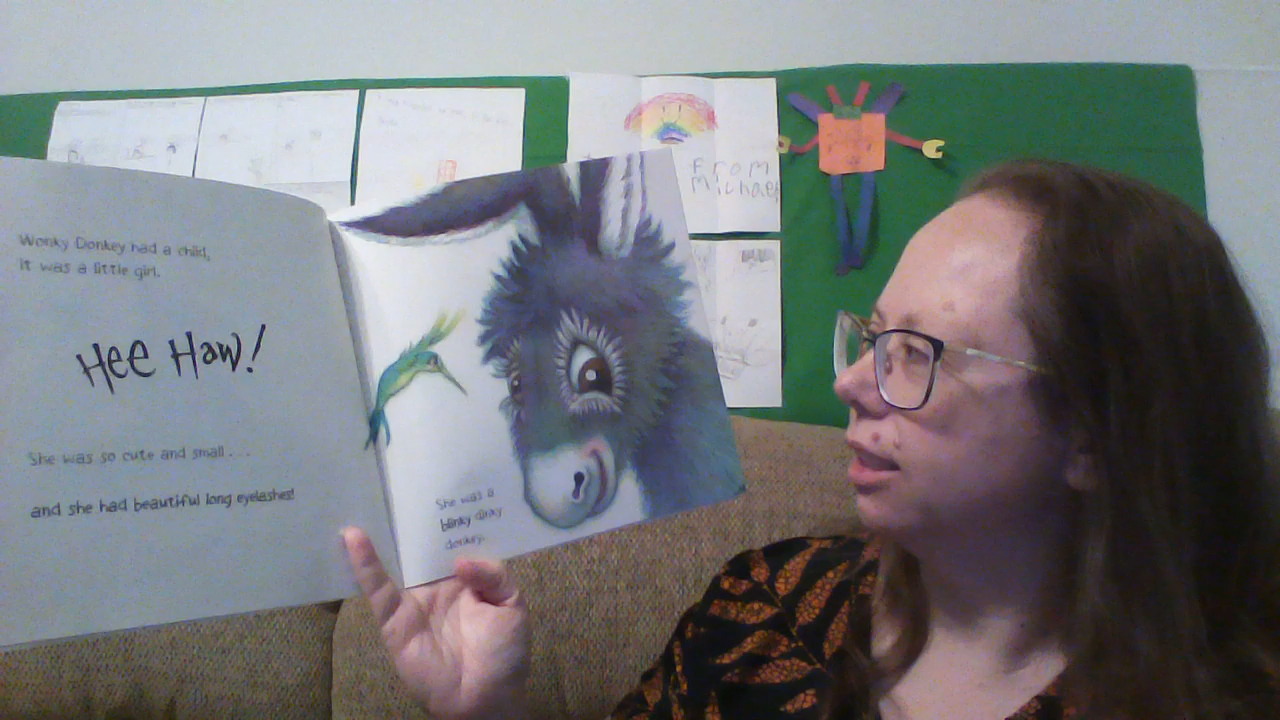 Wonky Donkey had a child,
it was a little girl.
Hee Haw!
She was so cute and small . . .
and she had beautiful long eyelashes!
She was a
blinky dinky
donkey.
From
Michael